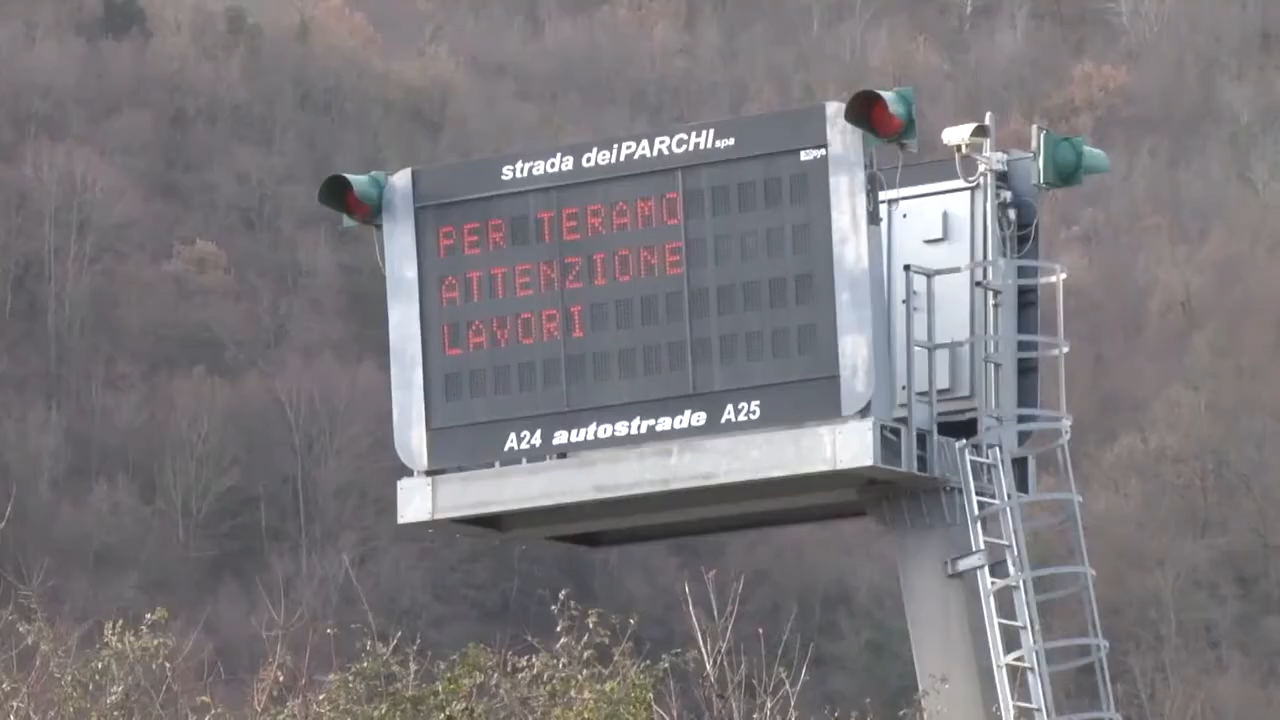 strada deiPARCHI spa
PER TERAMO
ATTENZIONE
LAVORI
A24 autostrade A25